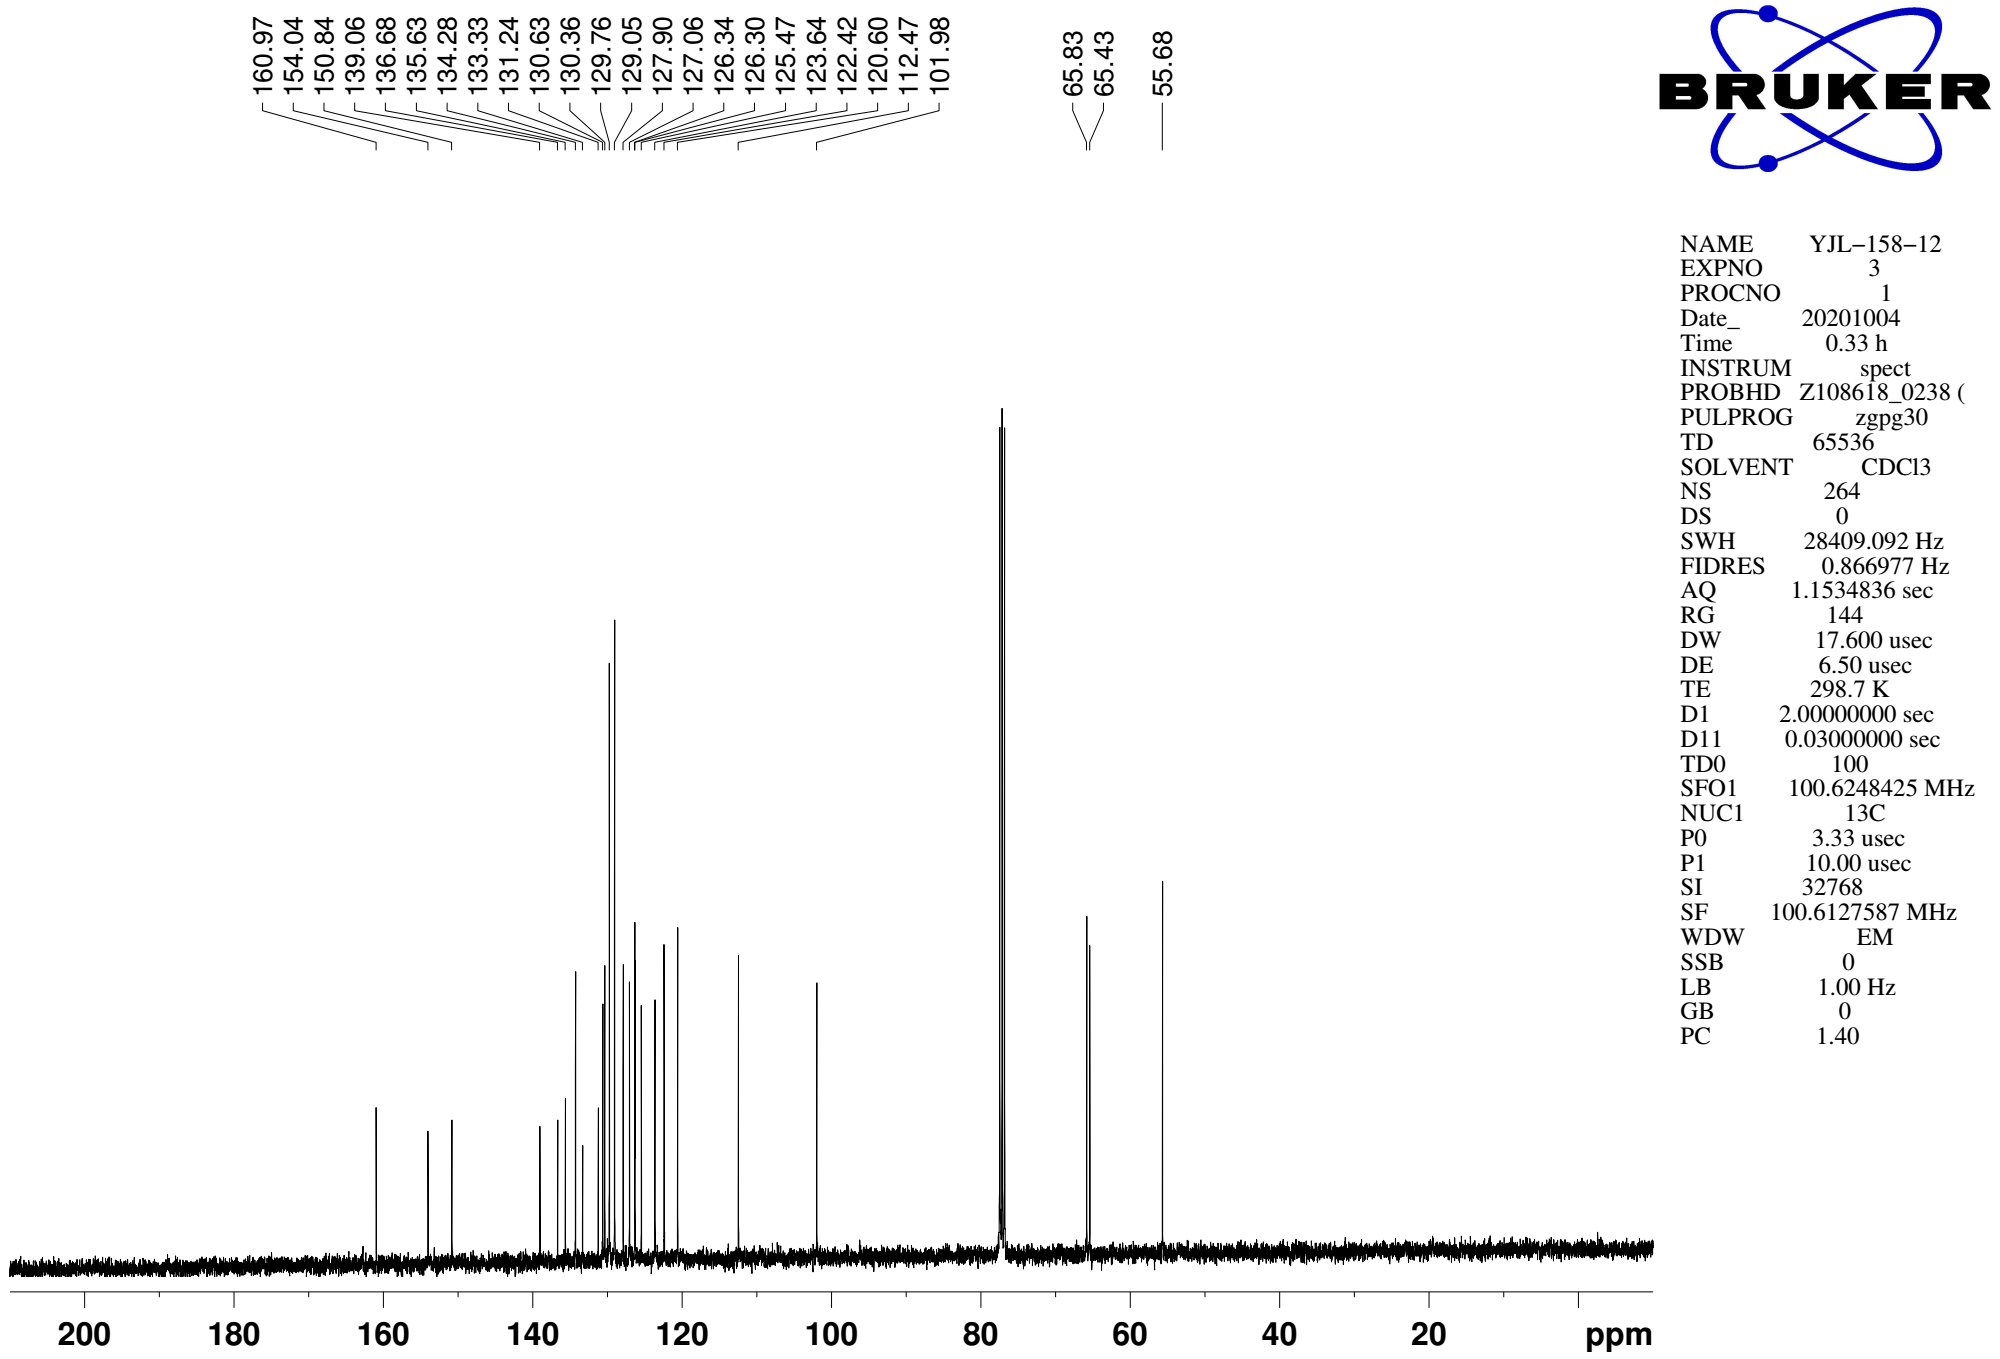 160.97
154.04
150.84
139.06
136.68
135.63
134.28
133.33
131.24
130.63
130.36
129.76
129.05
127.90
127.06
126.34
126.30
125.47
123.64
122.42
120.60
112.47
101.98
65.83
65.43
55.68
BRUKER
NAME YJL−158−12
EXPNO 3
PROCNO 1
Date_ 20201004
Time 0.33 h
INSTRUM spect
PROBHD Z108618_0238 (
PULPROG zgpg30
TD 65536
SOLVENT CDCl3
NS 264
DS 0
SWH 28409.092 Hz
FIDRES 0.866977 Hz
AQ 1.1534836 sec
RG 144
DW 17.600 usec
DE 6.50 usec
TE 298.7 K
D1 2.00000000 sec
D11 0.03000000 sec
TD0 100
SFO1 100.6248425 MHz
NUC1 13C
P0 3.33 usec
P1 10.00 usec
SI 32768
SF 100.6127587 MHz
WDW EM
SSB 0
LB 1.00 Hz
GB 0
PC 1.40
200 180 160 140 120 100 80 60 40 20 ppm